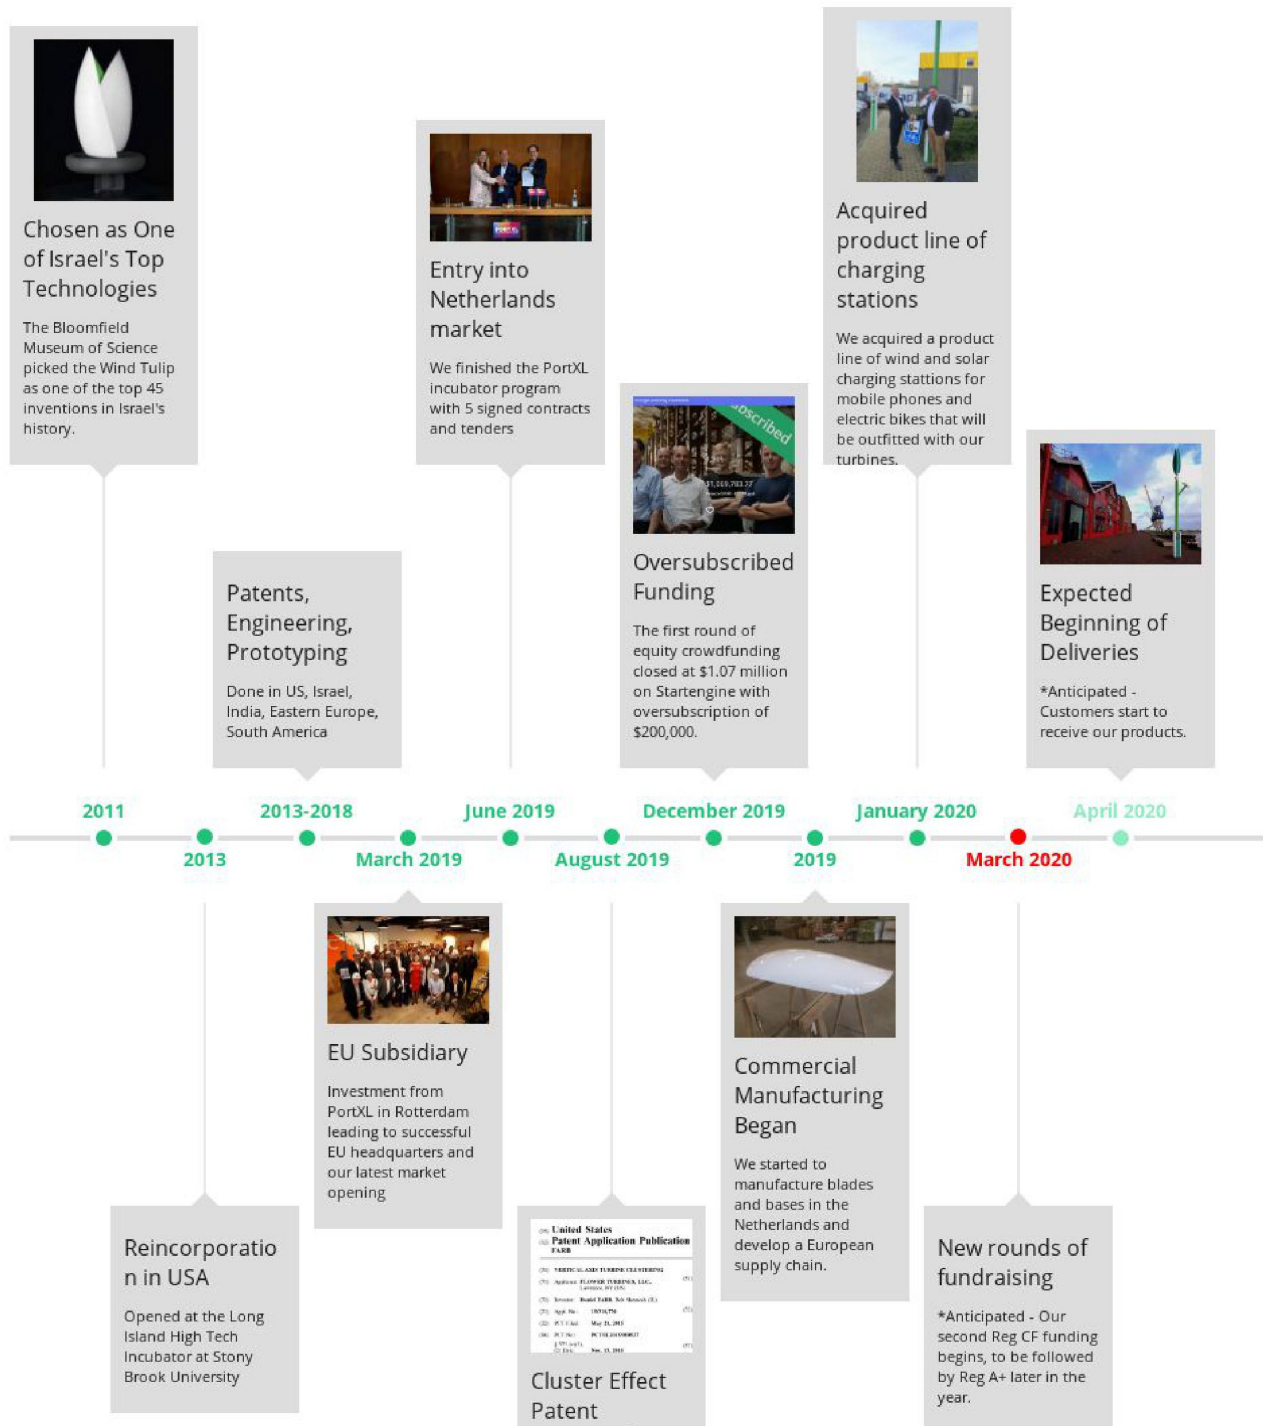 Chosen as One
of Israel's Top
Technologies
The Bloomfield
Museum of Science
picked the Wind Tulip
as one of the top 45
inventions in Israel's
history.
Patents,
Engineering,
Prototyping
Done in US, Israel,
India, Eastern Europe,
South America
Entry into
Netherlands
market
We finished the PortXL
incubator program
with 5 signed contracts
and tenders
Oversubscribed
Funding
The first round of
equity crowdfunding
closed at $1.07 million
on Startengine with
oversubscription of
$200,000.
Acquired
product line of
charging
stations
We acquired a product
line of wind and solar
charging stattions for
mobile phones and
electric bikes that will
be outfitted with our
turbines.
Expected
Beginning of
Deliveries
*Anticipated -
Customers start to
receive our products.
2011
2013-2018
June 2019
December 2019
January 2020
April 2020
2013
March 2019
August 2019
2019
March 2020
Reincorporatio
n in USA
Opened at the Long
Island High Tech
Incubator at Stony
Brook University
EU Subsidiary
Investment from
PortXL in Rotterdam
leading to successful
EU headquarters and
our latest market
opening
United States
Patent Application Publication
FARB
VERTICAL AXIS TURBINE CLUSTERING
Cluster Effect
Patent
Commercial
Manufacturing
Began
We started to
manufacture blades
and bases in the
Netherlands and
develop a European
supply chain.
New rounds of
fundraising
*Anticipated - Our
second Reg CF funding
begins, to be followed
by Reg A+ later in the
year.